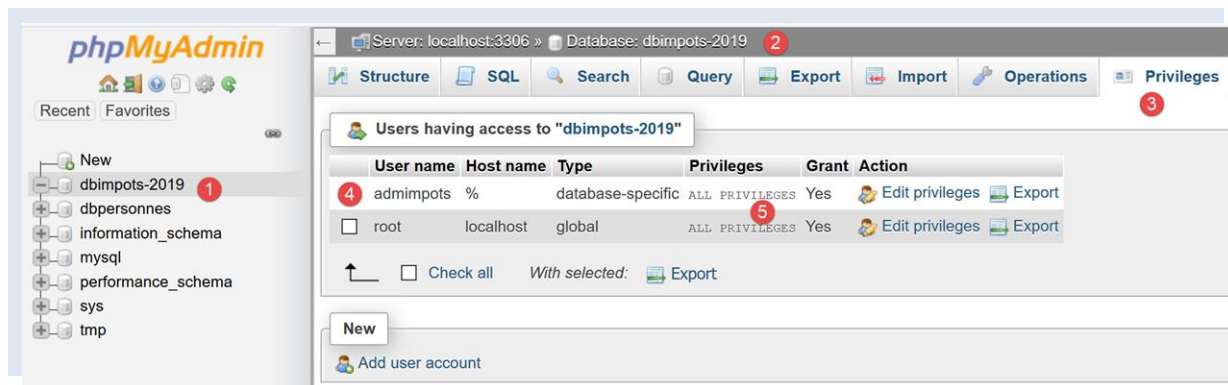 phpMyAdmin
Recent Favorites
New
dbimpots-2019 1
dbpersonnes
information_schema
mysql
performance_schema
sys
tmp
← Server: localhost:3306 » Database: dbimpots-2019 2
Structure SQL Search Query Export Import Operations Privileges
3
Users having access to "dbimpots-2019"
User name Host name Type Privileges Grant Action
4 admimpots % database-specific ALL PRIVILEGES Yes Edit privileges Export
5
root localhost global ALL PRIVILEGES Yes Edit privileges Export
Check all With selected: Export
New
Add user account